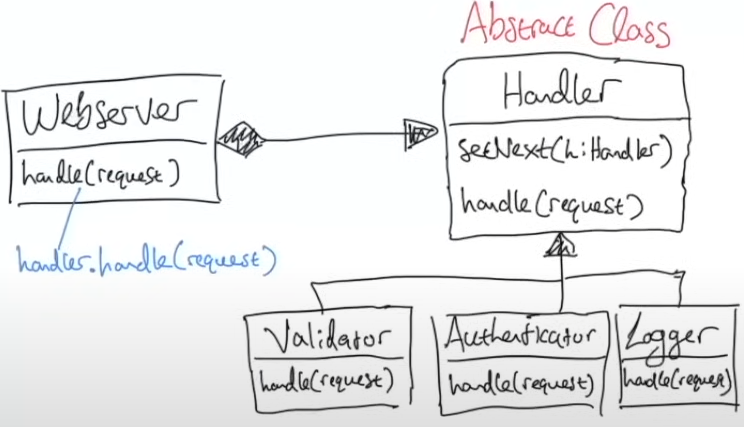 Abstract Class
Webserver
handle(request)
handler.handle(request)
Handler
setNext(h:Handler)
handle(request)
Validator
handle(request)
Authenticator
handle(request)
Logger
handle(request)